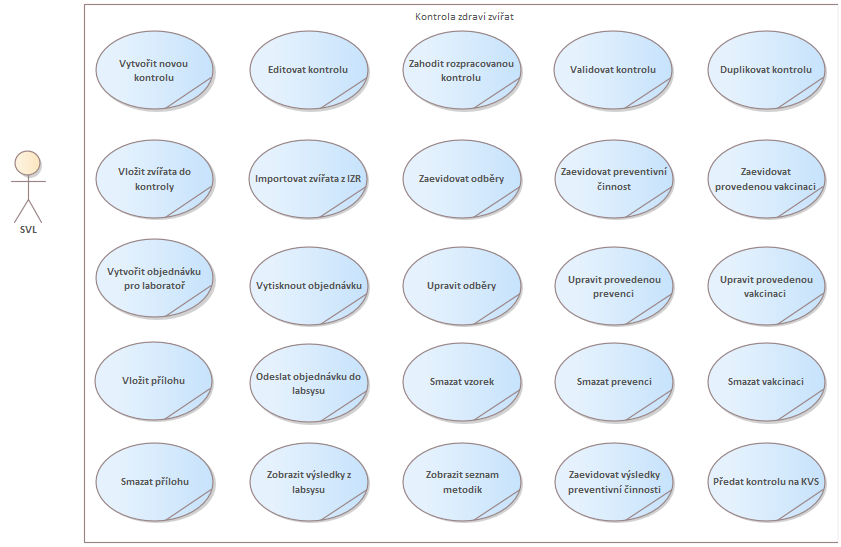 Kontrola zdraví zvířat
Vytvořit novou
kontrolu
Editovat kontrolu
Zahodit rozpracovanou
kontrolu
Validovat kontrolu
Duplikovat kontrolu
Vložit zvířata do
kontroly
Importovat zvířata z IZR
Zaevidovat odběry
Zaevidovat preventivní
činnost
Zaevidovat
provedenou vakcinaci
SVL
Vytvořit objednávku
pro laboratoř
Vytisknout objednávku
Upravit odběry
Upravit provedenou
prevenci
Upravit provedenou
vakcinaci
Vložit přílohu
Odeslat objednávku do
labsysu
Smazat vzorek
Smazat prevenci
Smazat vakcinaci
Smazat přílohu
Zobrazit výsledky z
labsysu
Zobrazit seznam
metodik
Zaevidovat výsledky
preventivní činnosti
Předat kontrolu na KVS